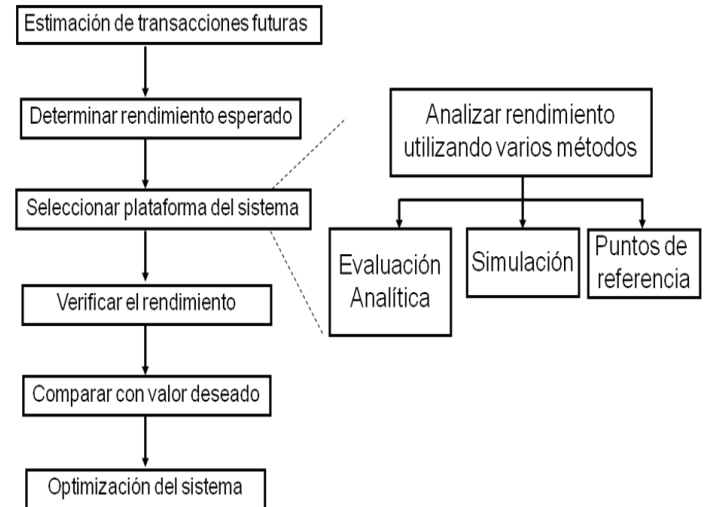 Estimación de transacciones futuras
Determinar rendimiento esperado
Seleccionar plataforma del sistema
Verificar el rendimiento
Comparar con valor deseado
Optimización del sistema
Analizar rendimiento
utilizando varios métodos
Evaluación
Analítica
Simulación
Puntos de
referencia